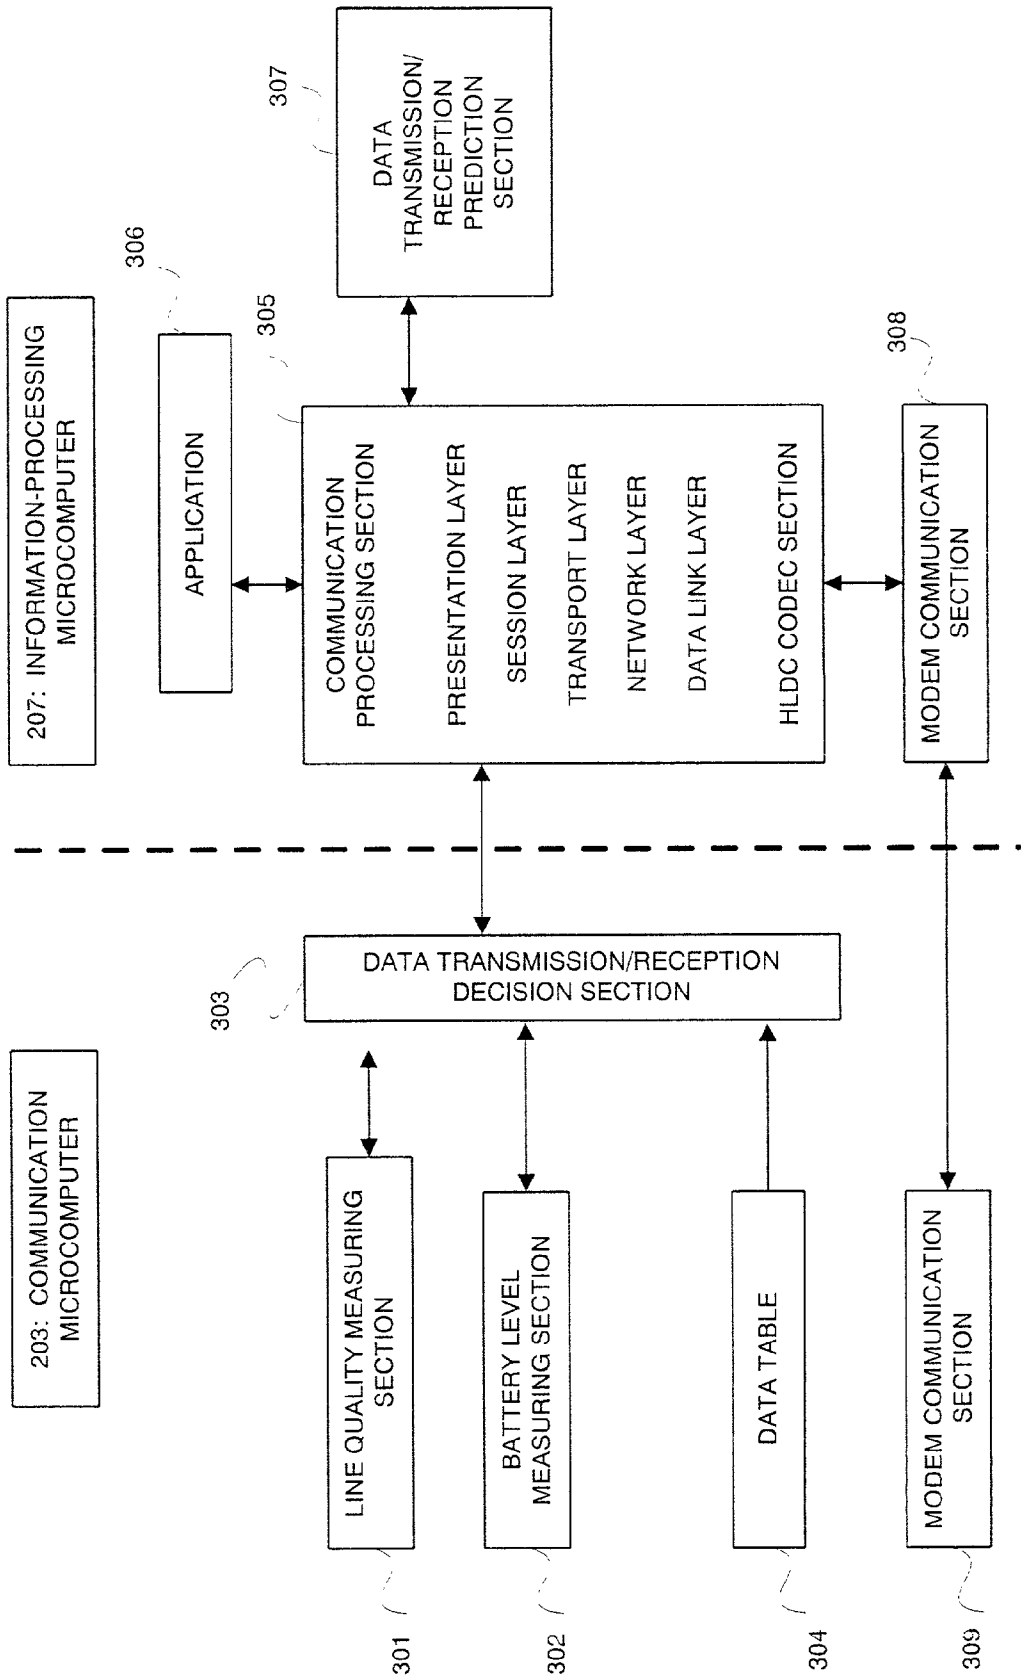 203: COMMUNICATION
MICROCOMPUTER
207: INFORMATION-PROCESSING
MICROCOMPUTER
306
APPLICATION
303
305
307
301
LINE QUALITY MEASURING
SECTION
302
BATTERY LEVEL
MEASURING SECTION
304
DATA TABLE
309
MODEM COMMUNICATION
SECTION
DATA TRANSMISSION/RECEPTION
DECISION SECTION
COMMUNICATION
PROCESSING SECTION
PRESENTATION LAYER
SESSION LAYER
TRANSPORT LAYER
NETWORK LAYER
DATA LINK LAYER
HLDC CODEC SECTION
DATA
TRANSMISSION/
RECEPTION
PREDICTION
SECTION
308
MODEM COMMUNICATION
SECTION